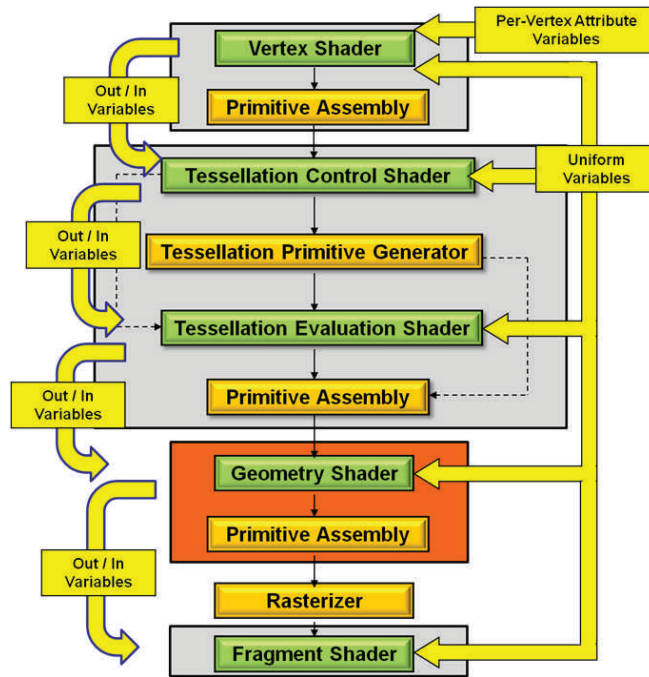 Vertex Shader
Per-Vertex Attribute
Variables
Out / In
Variables
Primitive Assembly
Tessellation Control Shader
Uniform
Variables
Out / In
Variables
Tessellation Primitive Generator
Tessellation Evaluation Shader
Out / In
Variables
Primitive Assembly
Geometry Shader
Primitive Assembly
Out / In
Variables
Rasterizer
Fragment Shader